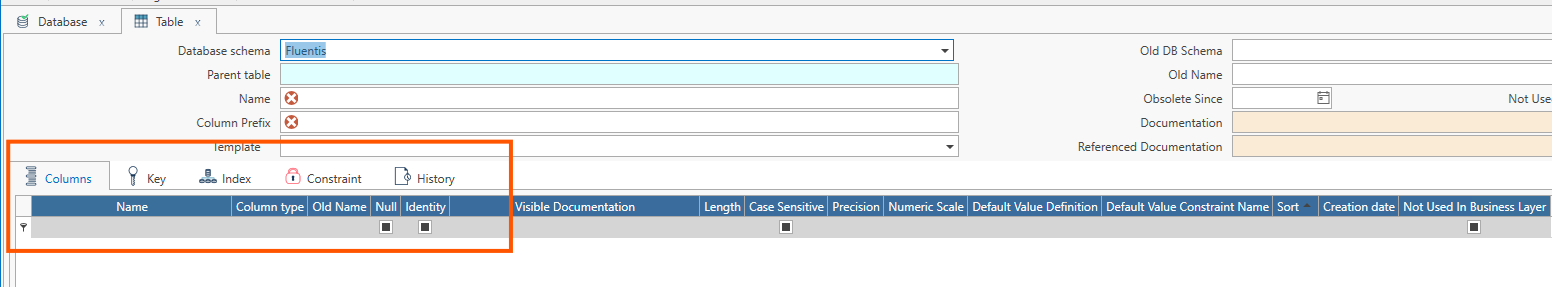 Database x Table x
Database schema Fluentis Old DB Schema
Parent table Old Name
Name Obsolete Since Not Use
Column Prefix Documentation
Template Referenced Documentation
Columns Key Index Constraint History
Name Column type Old Name Null Identity Visible Documentation Length Case Sensitive Precision Numeric Scale Default Value Definition Default Value Constraint Name Sort Creation date Not Used In Business Layer